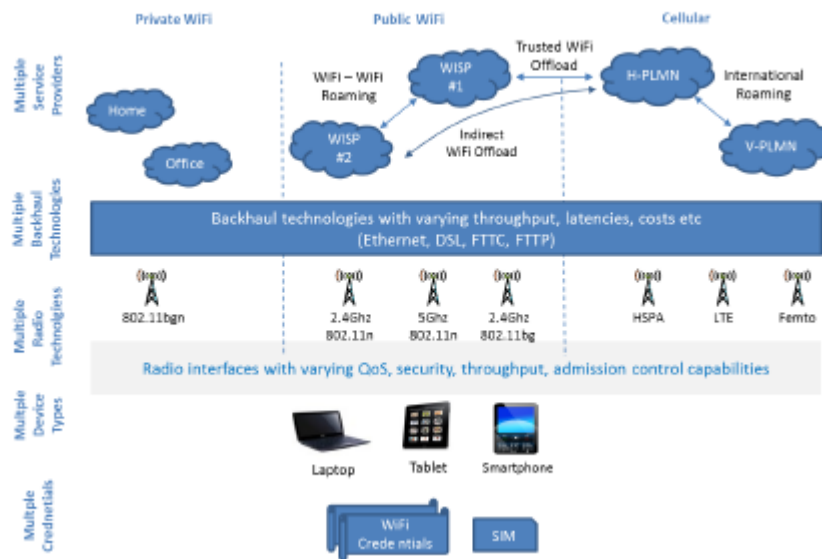 Private WiFi
Public WiFi
Cellular
Multiple
Service
Providers
Home
Office
WiFi – WiFi
Roaming
WISP
#1
WISP
#2
Trusted WiFi
Offload
Indirect
WiFi Offload
H-PLMN
International
Roaming
V-PLMN
Multiple
Backhaul
Technologies
Backhaul technologies with varying throughput, latencies, costs etc
(Ethernet, DSL, FTTC, FTTP)
Multiple
Radio
Technolgiess
802.11bgn
2.4Ghz
802.11n
5Ghz
802.11n
2.4Ghz
802.11bg
HSPA
LTE
Femto
Radio interfaces with varying QoS, security, throughput, admission control capabilities
Multple
Device
Types
Laptop
Tablet
Smartphone
Multple
Crednetials
WiFi
Crede ntials
SIM